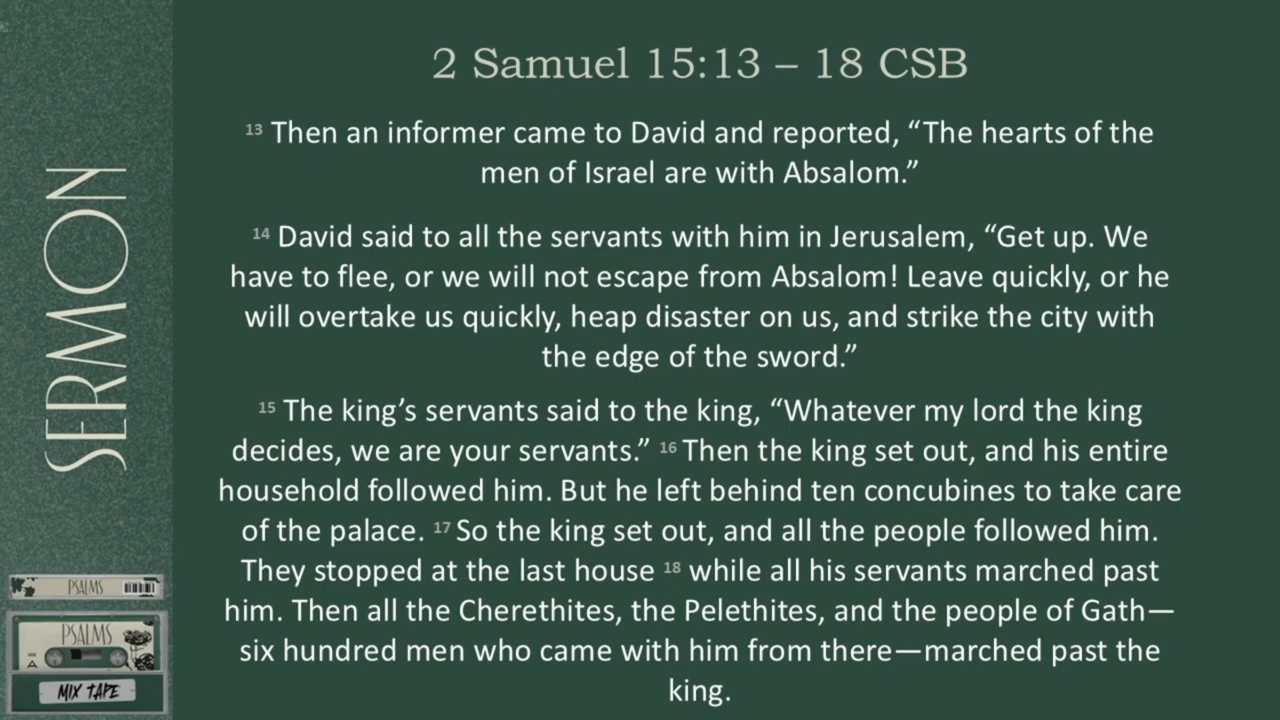 2 Samuel 15:13 – 18 CSB
13 Then an informer came to David and reported, “The hearts of the
men of Israel are with Absalom.”
14 David said to all the servants with him in Jerusalem, “Get up. We
have to flee, or we will not escape from Absalom! Leave quickly, or he
will overtake us quickly, heap disaster on us, and strike the city with
the edge of the sword.”
15 The king’s servants said to the king, “Whatever my lord the king
decides, we are your servants.” 16 Then the king set out, and his entire
household followed him. But he left behind ten concubines to take care
of the palace. 17 So the king set out, and all the people followed him.
They stopped at the last house 18 while all his servants marched past
him. Then all the Cherethites, the Pelethites, and the people of Gath—
six hundred men who came with him from there—marched past the
king.
SERMON
PSALMS
PSALMS
A
MIX TAPE